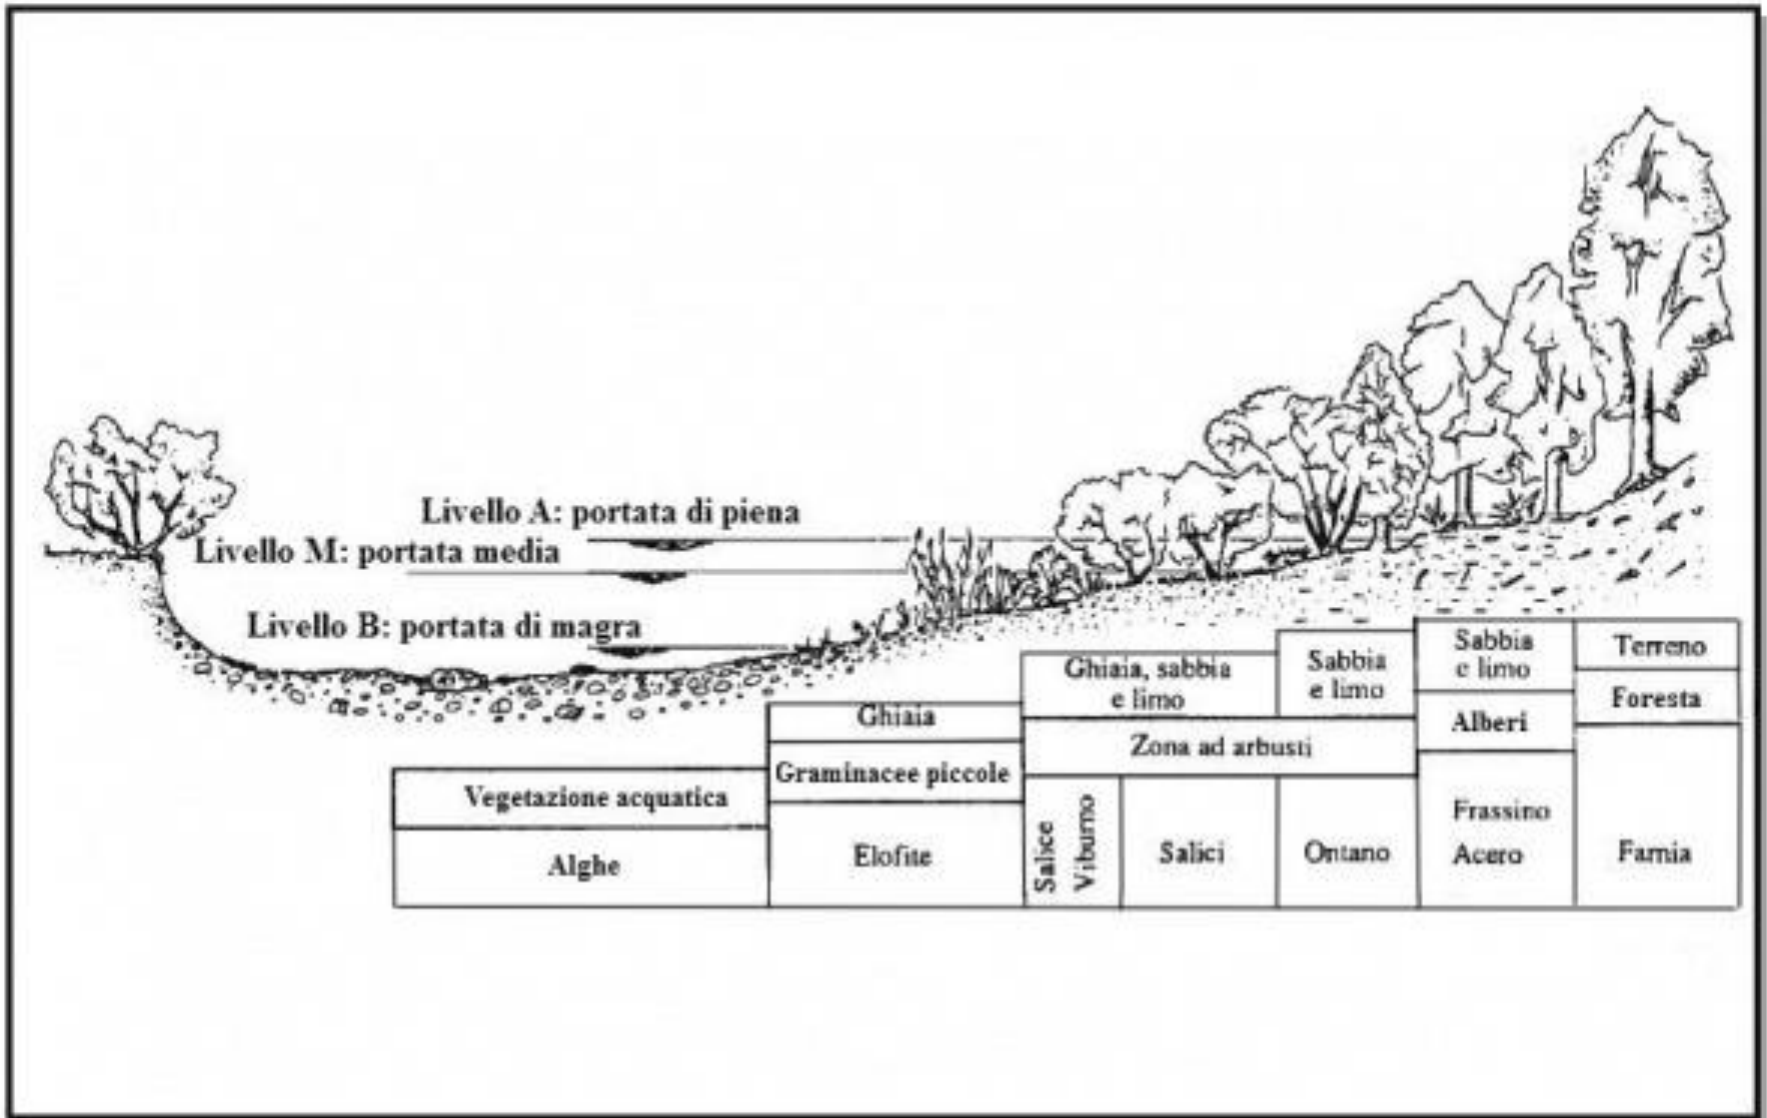 Livello A: portata di piena
Livello M: portata media
Livello B: portata di magra
Ghiaia
Ghiaia, sabbia
e limo
Sabbia
e limo
Sabbia
e limo
Terreno
Vegetazione acquatica
Graminacee piccole
Zona ad arbusti
Alberi
Foresta
Alghe
Elofite
Salice
Viburno
Salici
Ontano
Frassino
Acero
Farnia